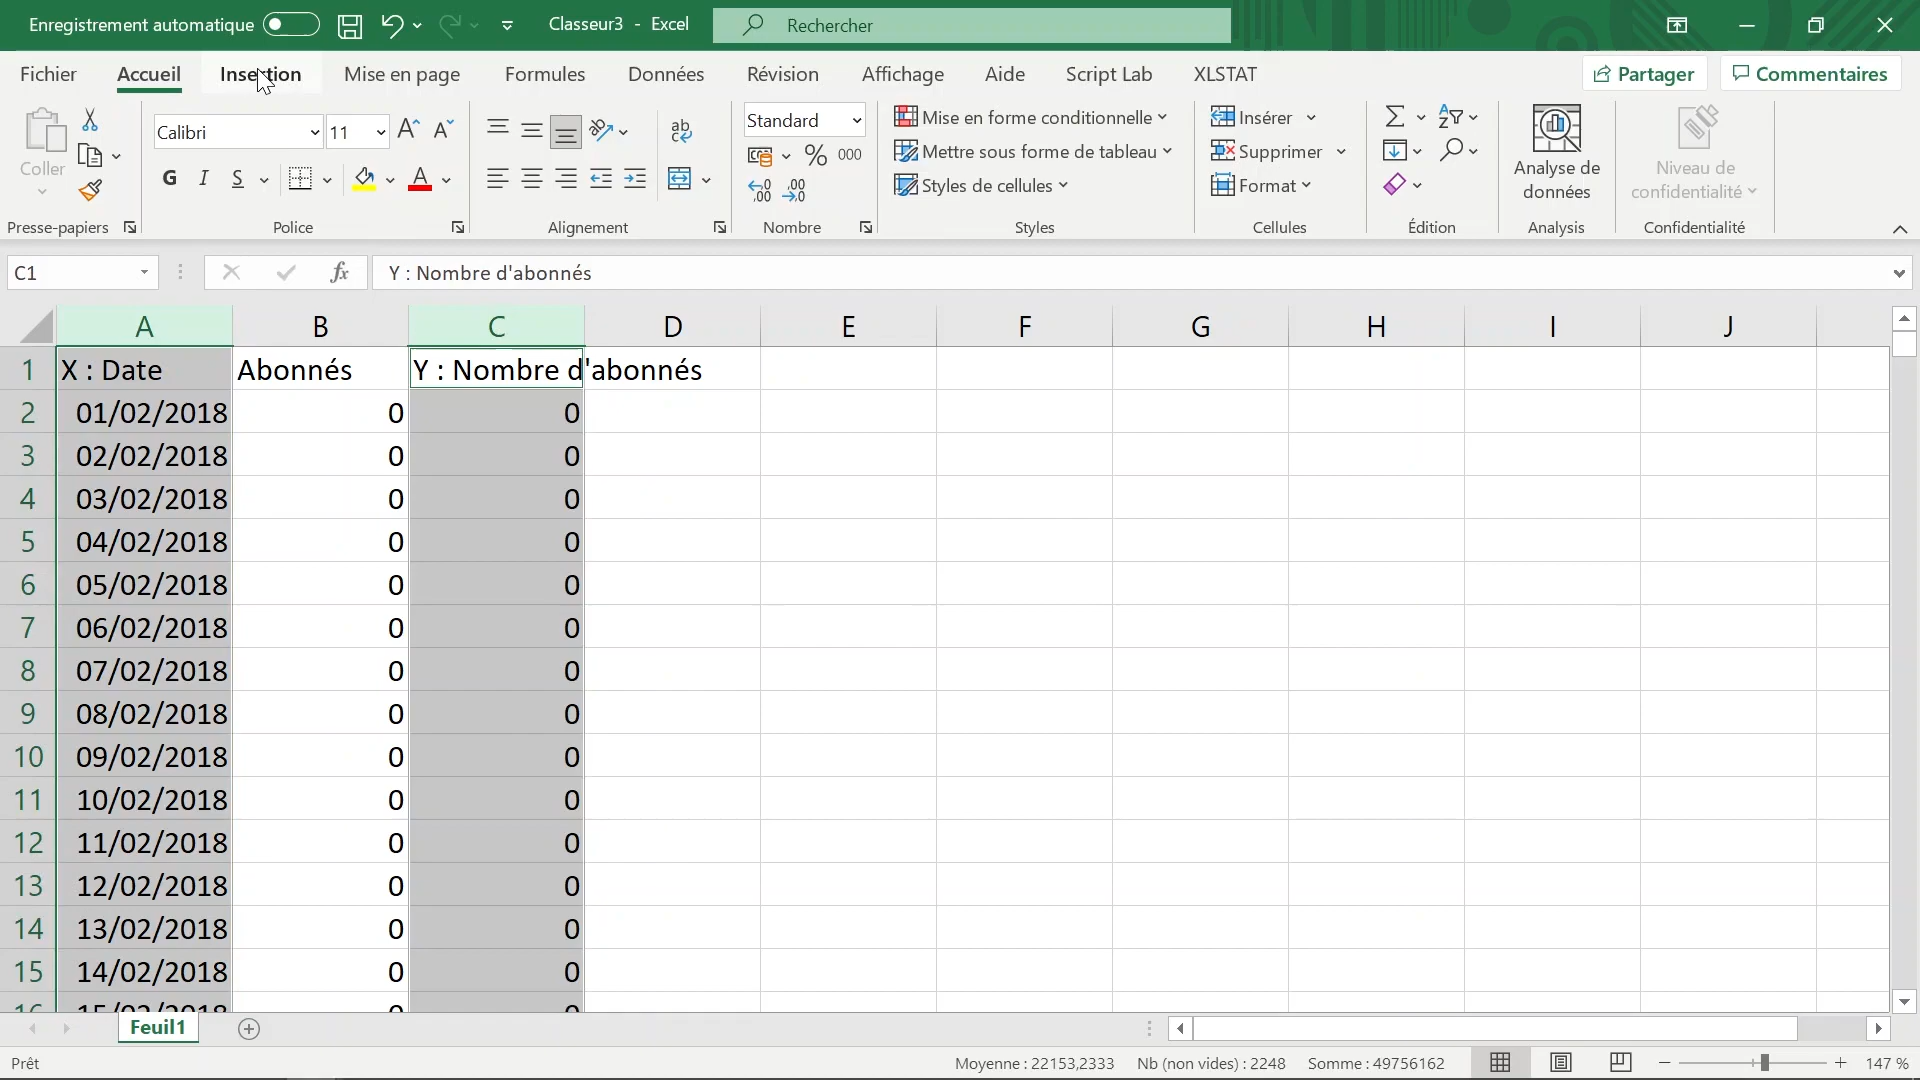 Enregistrement automatique
Classeur3 - Excel
Rechercher
Fichier Accueil Insertion Mise en page Formules Données Révision Affichage Aide Script Lab XLSTAT
Partager Commentaires
Coller
Calibri 11
G I S
Standard
% 000
Mise en forme conditionnelle
Mettre sous forme de tableau
Styles de cellules
Insérer
Supprimer
Format
Analyse de
données
Niveau de
confidentialité
Presse-papiers Police Alignement Nombre Styles Cellules Édition Analysis Confidentialité
C1 fx Y : Nombre d'abonnés
A B C D E F G H I J
1 X : Date Abonnés Y : Nombre d'abonnés
2 01/02/2018 0 0
3 02/02/2018 0 0
4 03/02/2018 0 0
5 04/02/2018 0 0
6 05/02/2018 0 0
7 06/02/2018 0 0
8 07/02/2018 0 0
9 08/02/2018 0 0
10 09/02/2018 0 0
11 10/02/2018 0 0
12 11/02/2018 0 0
13 12/02/2018 0 0
14 13/02/2018 0 0
15 14/02/2018 0 0
16 15/02/2018 0 0
Feuil1
Prêt
Moyenne : 22153,2333 Nb (non vides) : 2248 Somme : 49756162 147 %